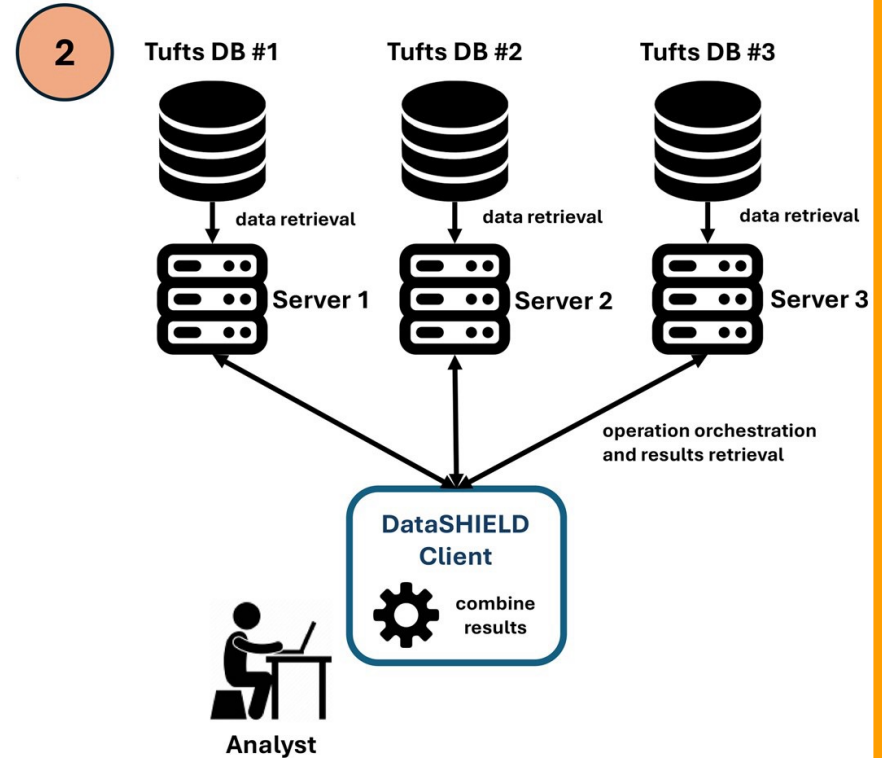 2
Tufts DB #1
Tufts DB #2
Tufts DB #3
data retrieval
data retrieval
data retrieval
Server 1
Server 2
Server 3
operation orchestration
and results retrieval
DataSHIELD
Client
combine
results
Analyst